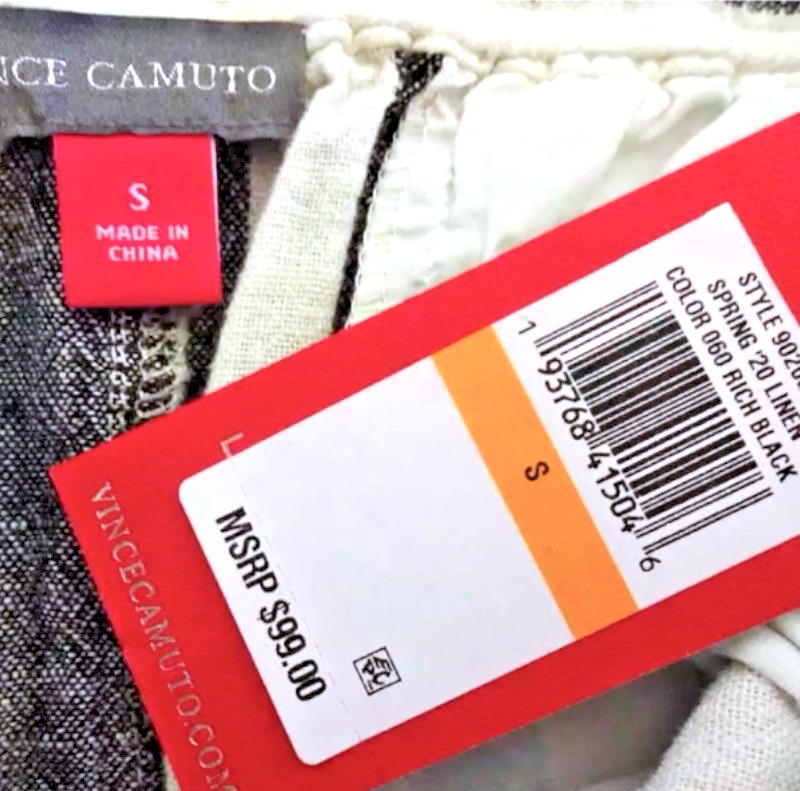 NCE CAMUTO
S
MADE IN
CHINA
STYLE 9020
SPRING '20 LINEN
COLOR 060 RICH BLACK
1 93768 41504 6
S
L
MSRP $99.00
VINCECAMUTO.COM